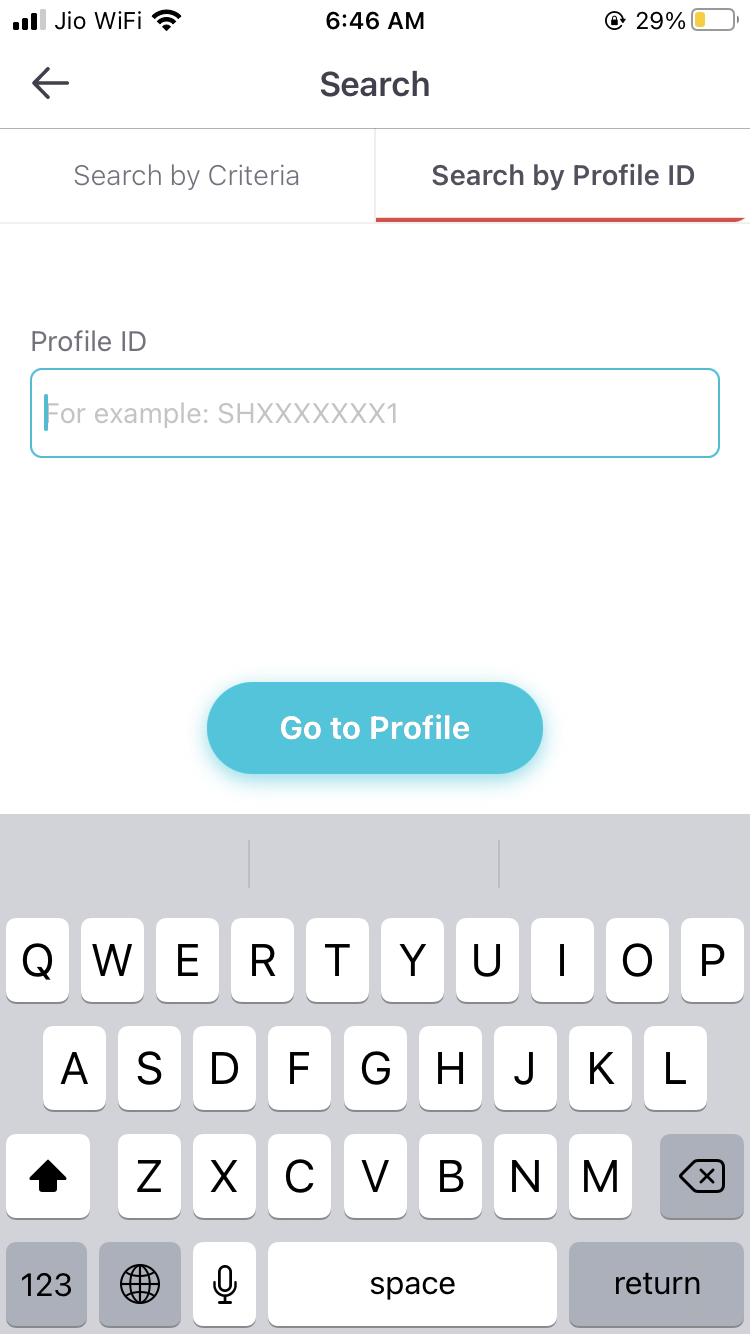 Jio WiFi 6:46 AM 29%
Search
Search by Criteria Search by Profile ID
Profile ID
For example: SHXXXXXXX1
Go to Profile
Q W E R T Y U I O P
A S D F G H J K L
Z X C V B N M
123 space return